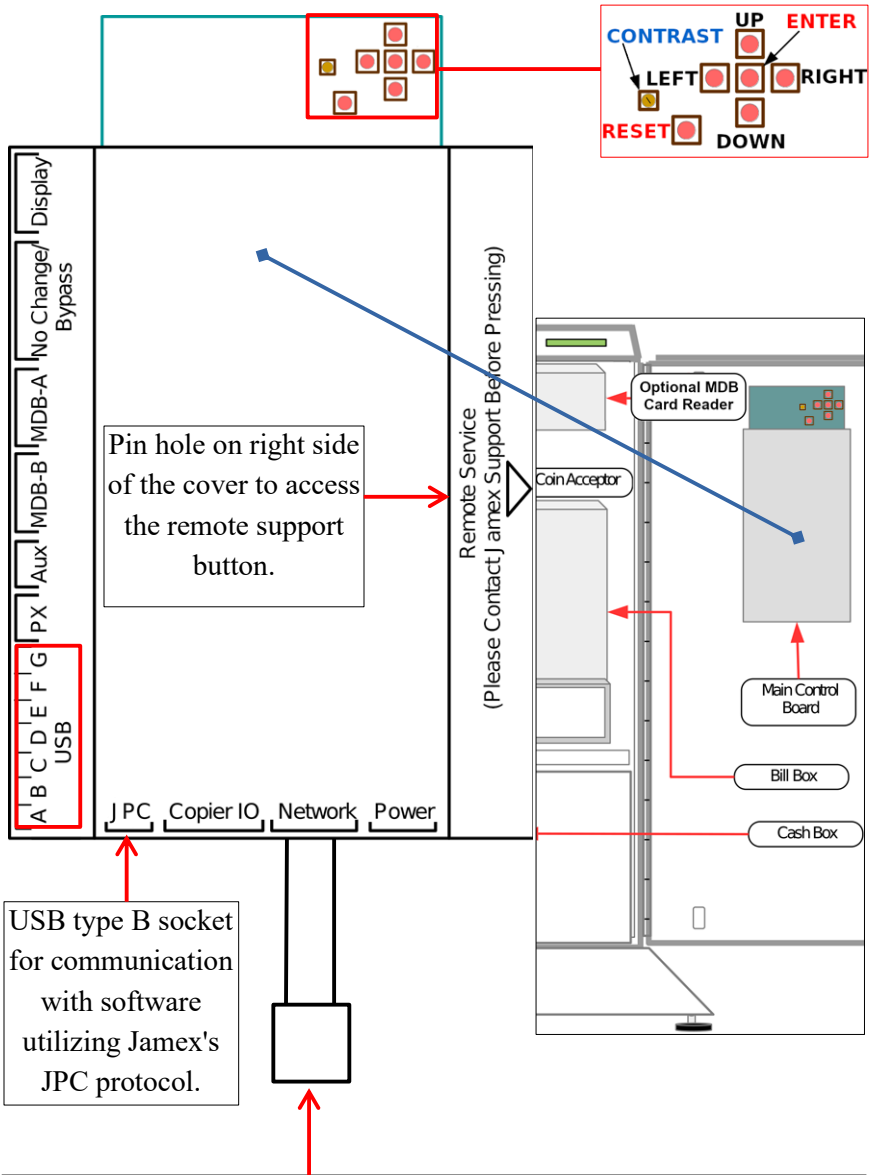 UP
ENTER
CONTRAST
LEFT
RIGHT
RESET
DOWN
Display
No Change/
Bypass
MDB-A
MDB-B
Aux
PX
A B C D E F G
USB
Remote Service
(Please Contact Jamex Support Before Pressing)
Pin hole on right side
of the cover to access
the remote support
button.
Optional MDB
Card Reader
Coin Acceptor
Main Control
Board
Bill Box
Cash Box
JPC
Copier IO
Network
Power
USB type B socket
for communication
with software
utilizing Jamex's
JPC protocol.